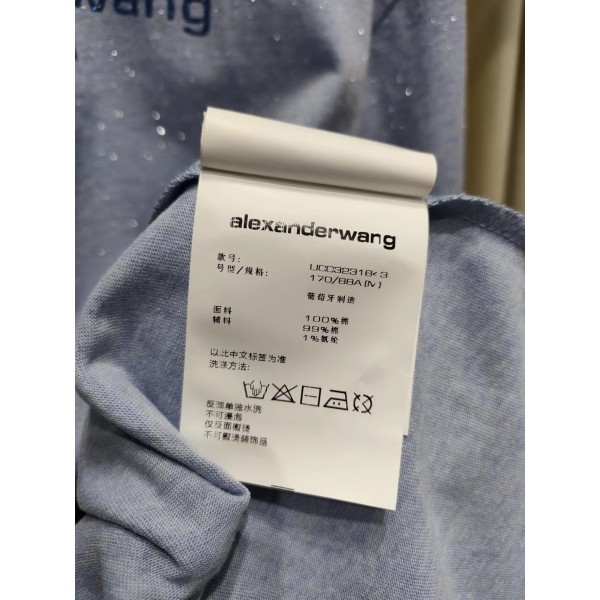 wang
alexanderwang
款号: UCC3231843
号型/规格: 170/88A(M)
葡萄牙制造
面料 100%棉
辅料 99%棉
1%氨纶
以此中文标签为准
洗涤方法:
反面单独水洗
不可漫泡
仅反面熨烫
不可熨烫装饰品